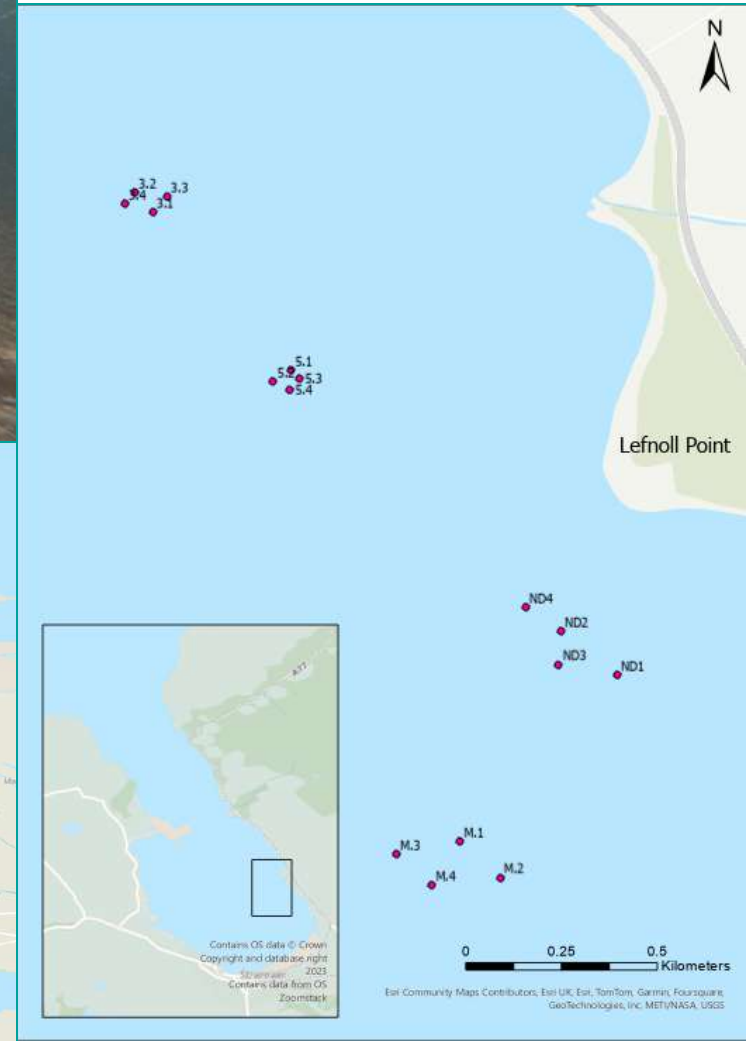 N
3.2
3.3
3.4
3.1
5.1
5.2
5.3
5.4
Lefnoll Point
ND4
ND2
ND3
ND1
A77
M.1
M.3
M.2
M.4
Contains OS data © Crown
Copyright and database right
2023
Stranraer
Contains data from OS
Zoomstack
0 0.25 0.5
Kilometers
Esri Community Maps Contributors, Esri UK, Esri, TomTom, Garmin, Foursquare,
GeoTechnologies, Inc, METI/NASA, USGS